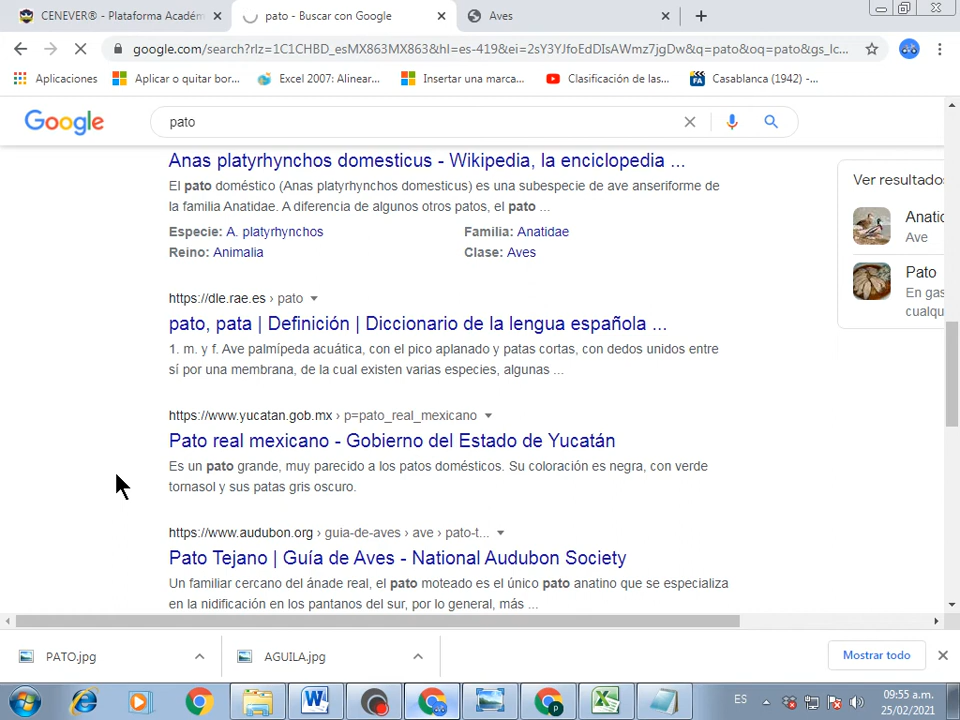 CENEVER® - Plataforma Académ
pato - Buscar con Google
Aves
google.com/search?rlz=1C1CHBD_esMX863MX863&hl=es-419&ei=2sY3YJfoEdDIsAWmz7jgDw&q=pato&oq=pato&gs_lc...
Aplicaciones
Aplicar o quitar bor...
Excel 2007: Alinear...
Insertar una marca...
Clasificación de las...
Casablanca (1942) -...
Google
pato
Anas platyrhynchos domesticus - Wikipedia, la enciclopedia ...
El pato doméstico (Anas platyrhynchos domesticus) es una subespecie de ave anseriforme de
la familia Anatidae. A diferencia de algunos otros patos, el pato ...
Especie: A. platyrhynchos
Familia: Anatidae
Reino: Animalia
Clase: Aves
https://dle.rae.es › pato
pato, pata | Definición | Diccionario de la lengua española ...
1. m. y f. Ave palmípeda acuática, con el pico aplanado y patas cortas, con dedos unidos entre
sí por una membrana, de la cual existen varias especies, algunas ...
https://www.yucatan.gob.mx › p=pato_real_mexicano
Pato real mexicano - Gobierno del Estado de Yucatán
Es un pato grande, muy parecido a los patos domésticos. Su coloración es negra, con verde
tornasol y sus patas gris oscuro.
https://www.audubon.org › guia-de-aves › ave › pato-t...
Pato Tejano | Guía de Aves - National Audubon Society
Un familiar cercano del ánade real, el pato moteado es el único pato anatino que se especializa
en la nidificación en los pantanos del sur, por lo general, más ...
Ver resultados
Anatid
Ave
Pato
En gas
cualqu
PATO.jpg
AGUILA.jpg
Mostrar todo
ES
09:55 a.m.
25/02/2021